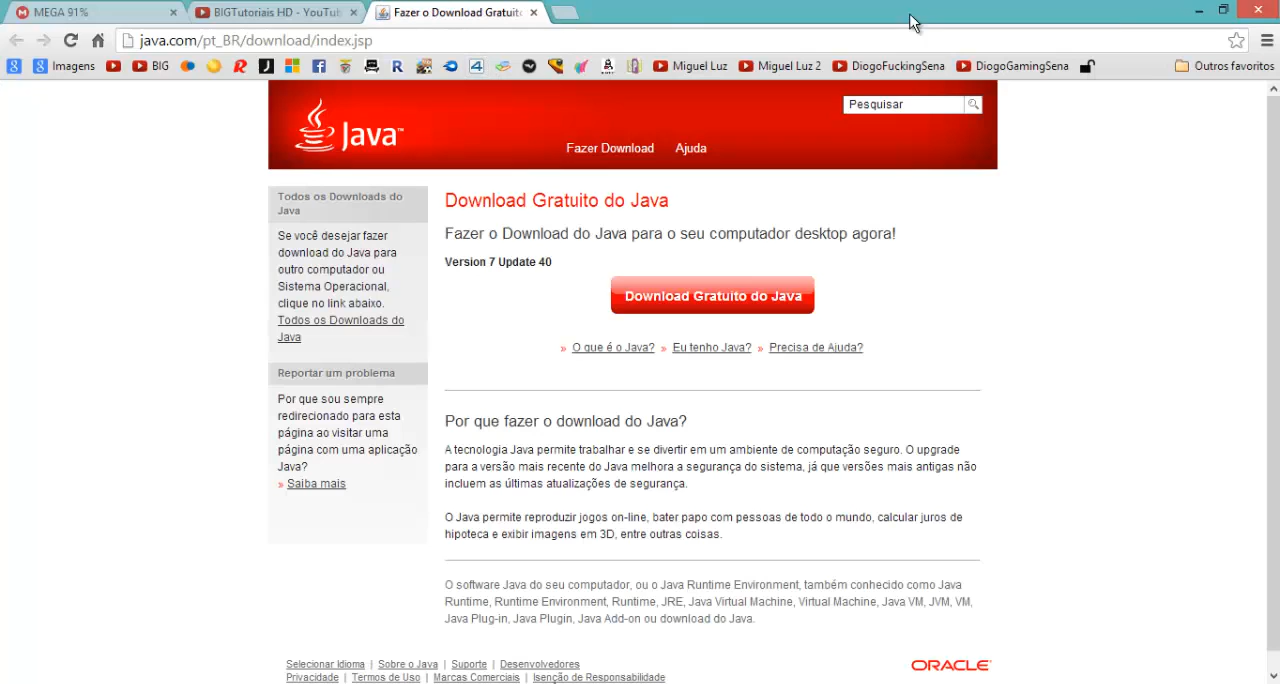 MEGA 91%
BIGTutoriais HD - YouTub
Fazer o Download Gratuito
java.com/pt_BR/download/index.jsp
Imagens
BIG
Miguel Luz
Miguel Luz 2
DiogoFuckingSena
DiogoGamingSena
Outros favoritos
Java™
Pesquisar
Fazer Download
Ajuda
Todos os Downloads do
Java
Se você desejar fazer
download do Java para
outro computador ou
Sistema Operacional,
clique no link abaixo.
Todos os Downloads do
Java
Reportar um problema
Por que sou sempre
redirecionado para esta
página ao visitar uma
página com uma aplicação
Java?
» Saiba mais
Download Gratuito do Java
Fazer o Download do Java para o seu computador desktop agora!
Version 7 Update 40
Download Gratuito do Java
» O que é o Java? » Eu tenho Java? » Precisa de Ajuda?
Por que fazer o download do Java?
A tecnologia Java permite trabalhar e se divertir em um ambiente de computação seguro. O upgrade
para a versão mais recente do Java melhora a segurança do sistema, já que versões mais antigas não
incluem as últimas atualizações de segurança.
O Java permite reproduzir jogos on-line, bater papo com pessoas de todo o mundo, calcular juros de
hipoteca e exibir imagens em 3D, entre outras coisas.
O software Java do seu computador, ou o Java Runtime Environment, também conhecido como Java
Runtime, Runtime Environment, Runtime, JRE, Java Virtual Machine, Virtual Machine, Java VM, JVM, VM,
Java Plug-in, Java Plugin, Java Add-on ou download do Java.
Selecionar Idioma | Sobre o Java | Suporte | Desenvolvedores
Privacidade | Termos de Uso | Marcas Comerciais | Isenção de Responsabilidade
ORACLE